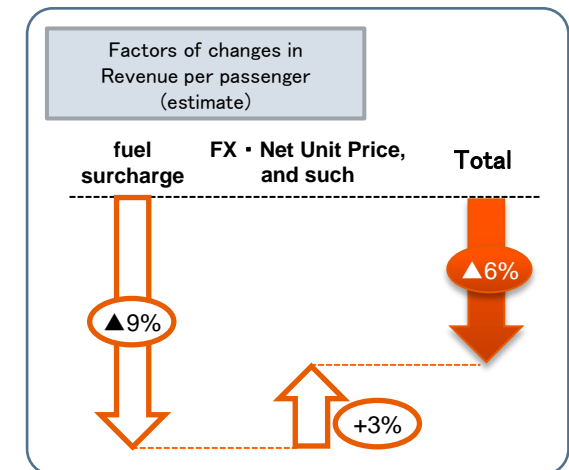 Factors of changes in
Revenue per passenger
(estimate)
fuel
surcharge
FX・Net Unit Price,
and such
Total
▲9%
+3%
▲6%